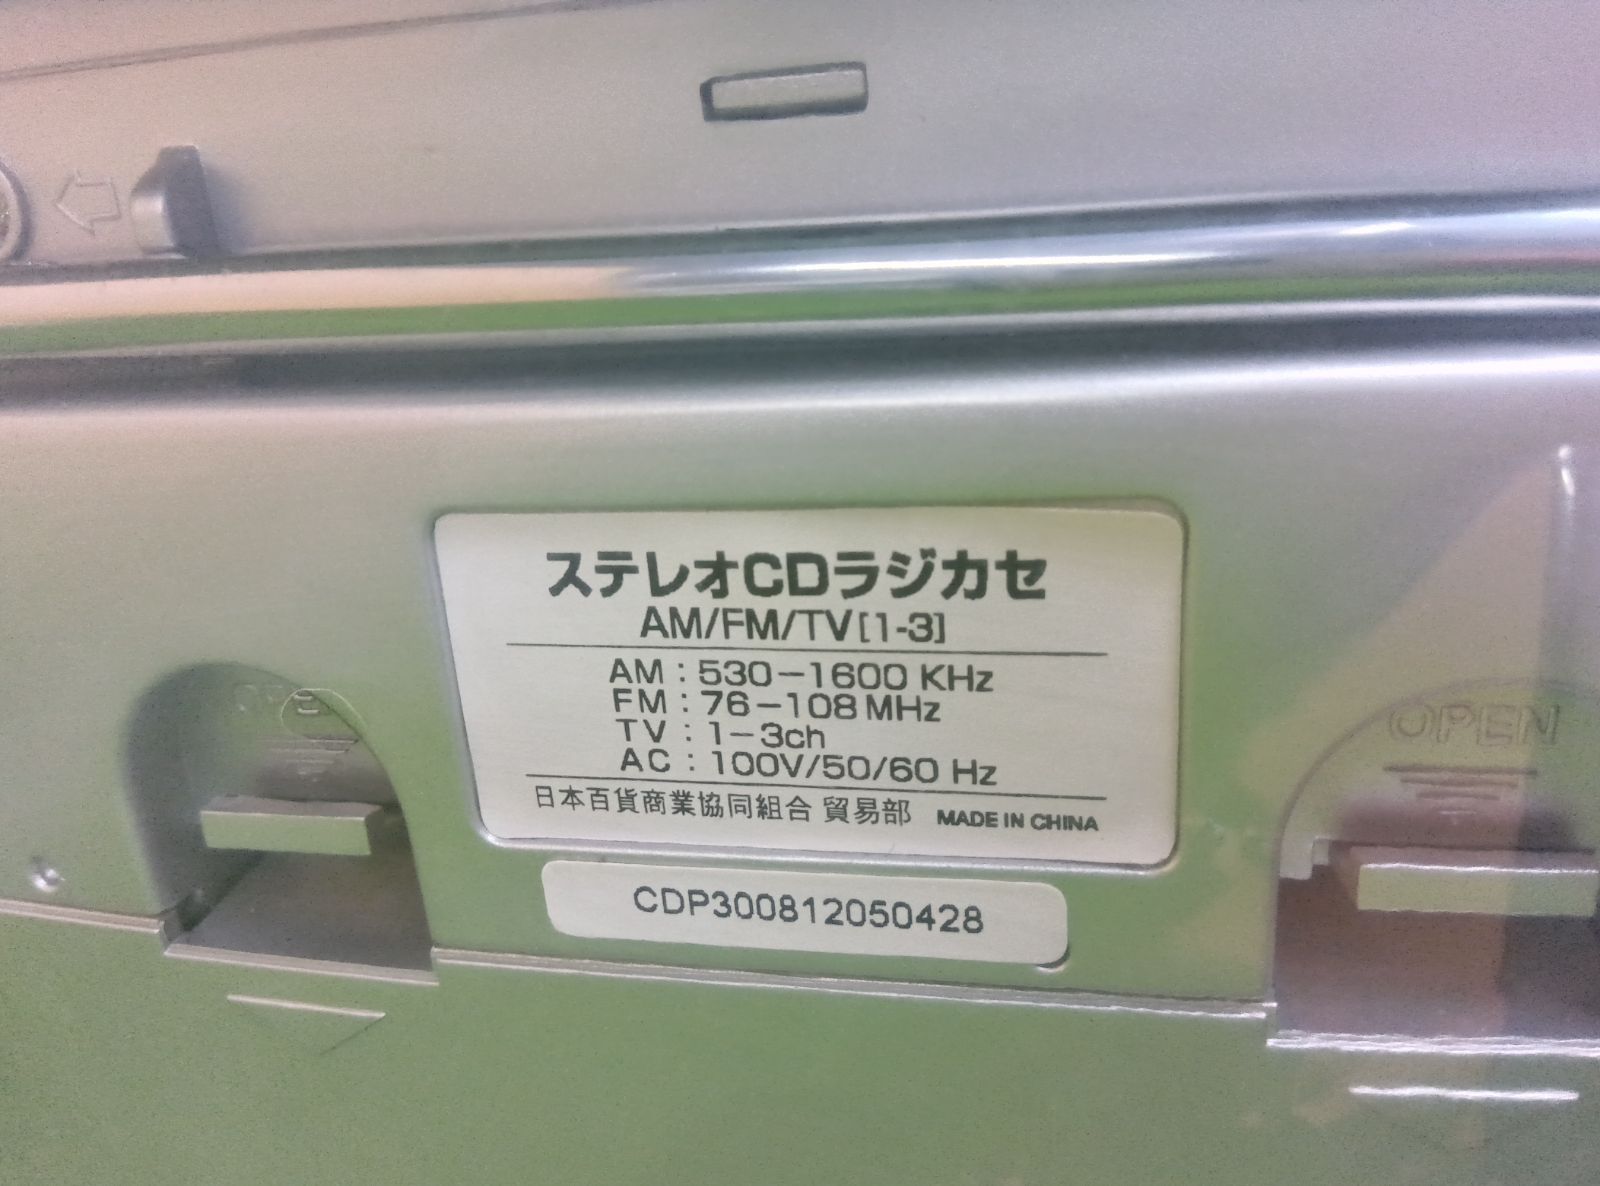 ステレオCDラジカセ
AM/FM/TV[1-3]
AM : 530-1600 KHz
FM : 76-108 MHz
TV : 1-3ch
AC : 100V/50/60 Hz
日本百貨商業協同組合 貿易部 MADE IN CHINA
CDP300812050428
OPEN
OPEN